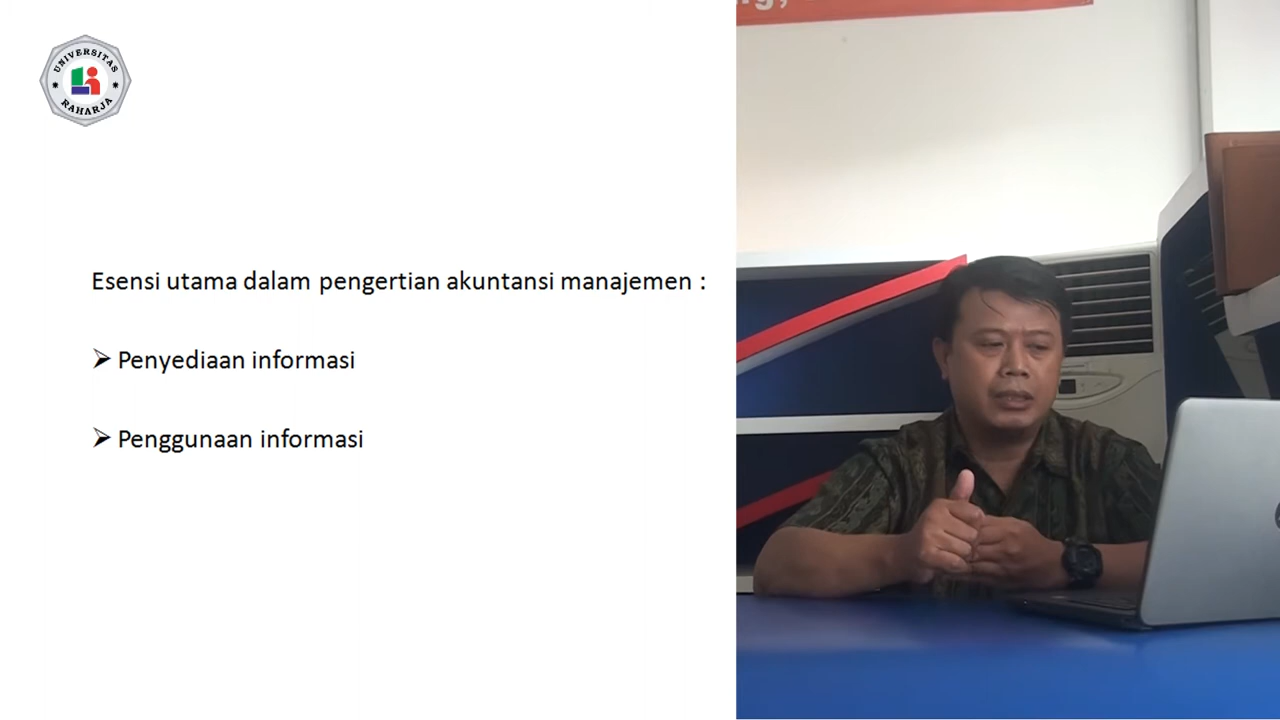 UNIVERSITAS
RAHARJA
Esensi utama dalam pengertian akuntansi manajemen :
➢ Penyediaan informasi
➢ Penggunaan informasi